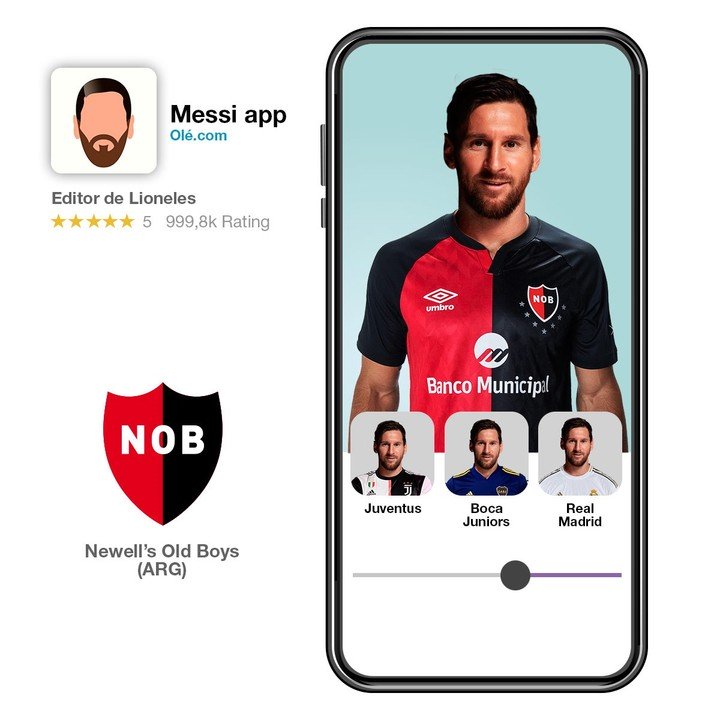 Messi app
Olé.com
Editor de Lioneles
5 999,8k Rating
NOB
Newell's Old Boys
(ARG)
umbro
NOB
Banco Municipal
Juventus
Boca
Juniors
Real
Madrid